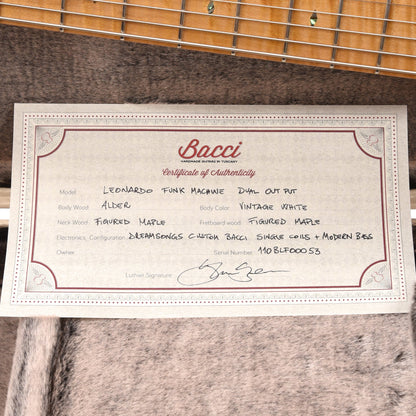 Bacci
HANDMADE GUITARS IN TUSCANY
Certificate of Authenticity
Model LEONARDO FUNK MACHINE DUAL OUT PUT
Body Wood ALDER Body Color VINTAGE WHITE
Neck Wood FIGURED MAPLE Fretboard wood FIGURED MAPLE
Electronics, Configuration DREAMSONGS CUSTOM BACCI SINGLE COILS + MODERN BASS
Owner Serial Number 110BLF00053
Luthier Signature